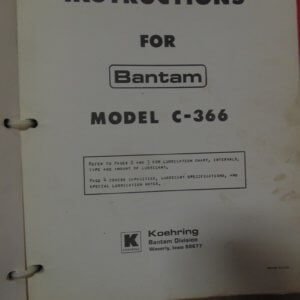 INSTRUCTIONS
FOR
Bantam
MODEL C-366
REFER TO PAGES 2 AND 3 FOR LUBRICATION CHART, INTERVALS,
TYPE AND AMOUNT OF LUBRICANT.
PAGE 4 COVERS CAPACITIES, LUBRICANT SPECIFICATIONS, AND
SPECIAL LUBRICATION NOTES.
K
Koehring
Bantam Division
Waverly, Iowa 50677